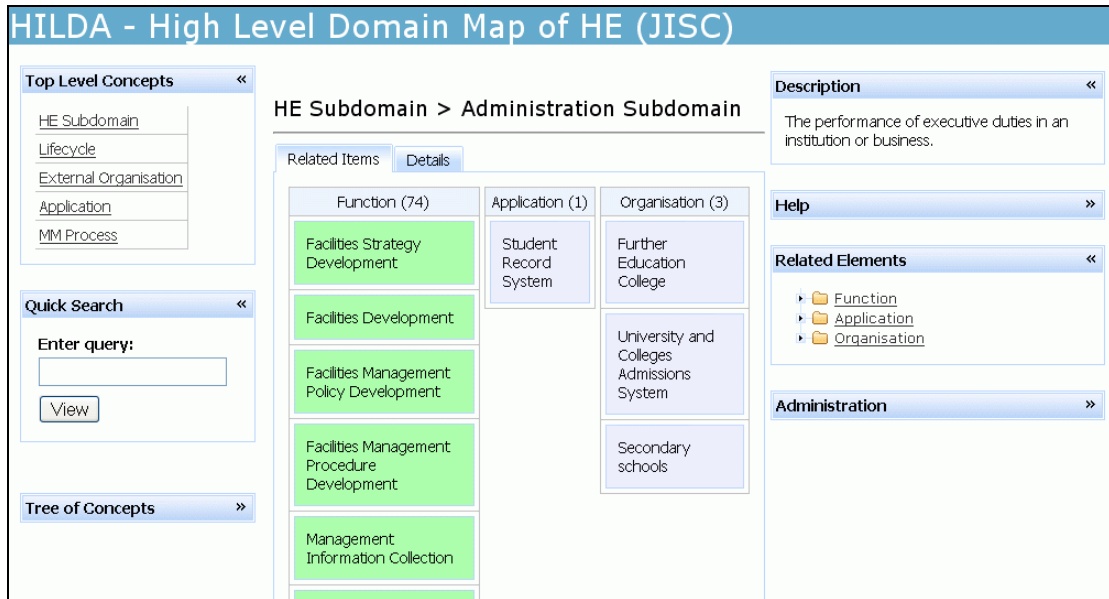 HILDA - High Level Domain Map of HE (JISC)
Top Level Concepts «
HE Subdomain
Lifecycle
External Organisation
Application
MM Process
Quick Search «
Enter query:
View
Tree of Concepts »
HE Subdomain > Administration Subdomain
Related Items Details
Function (74)
Facilities Strategy
Development
Facilities Development
Facilities Management
Policy Development
Facilities Management
Procedure
Development
Management
Information Collection
Application (1)
Student
Record
System
Organisation (3)
Further
Education
College
University and
Colleges
Admissions
System
Secondary
schools
Description «
The performance of executive duties in an
institution or business.
Help »
Related Elements «
Function
Application
Organisation
Administration »